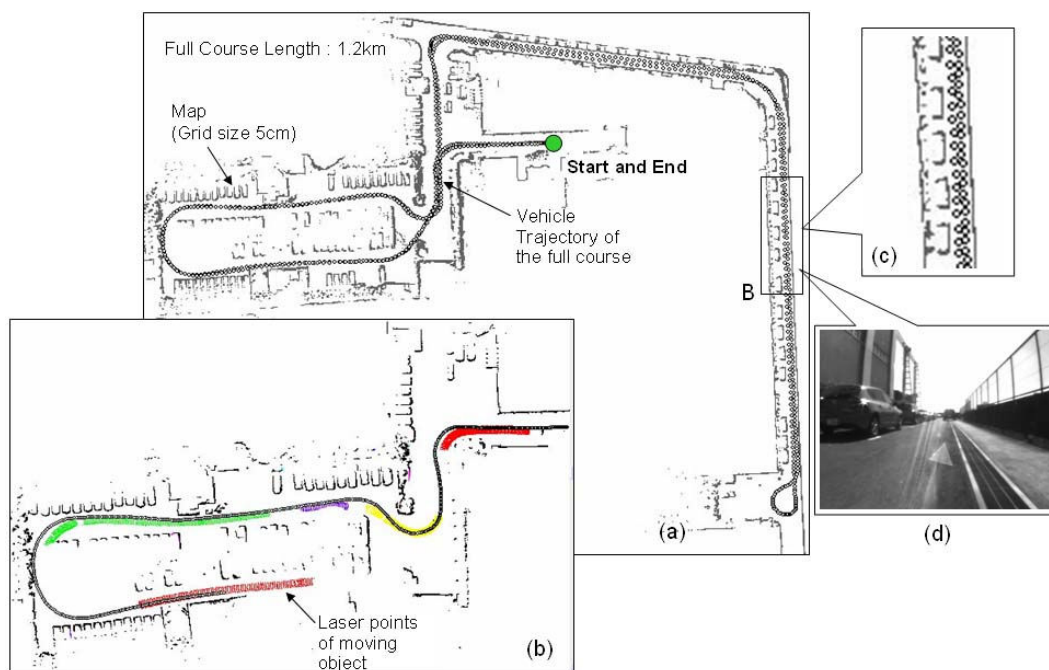 Full Course Length : 1.2km
Map
(Grid size 5cm)
Start and End
Vehicle
Trajectory of
the full course
B
(a)
(c)
(d)
Laser points
of moving
object
(b)